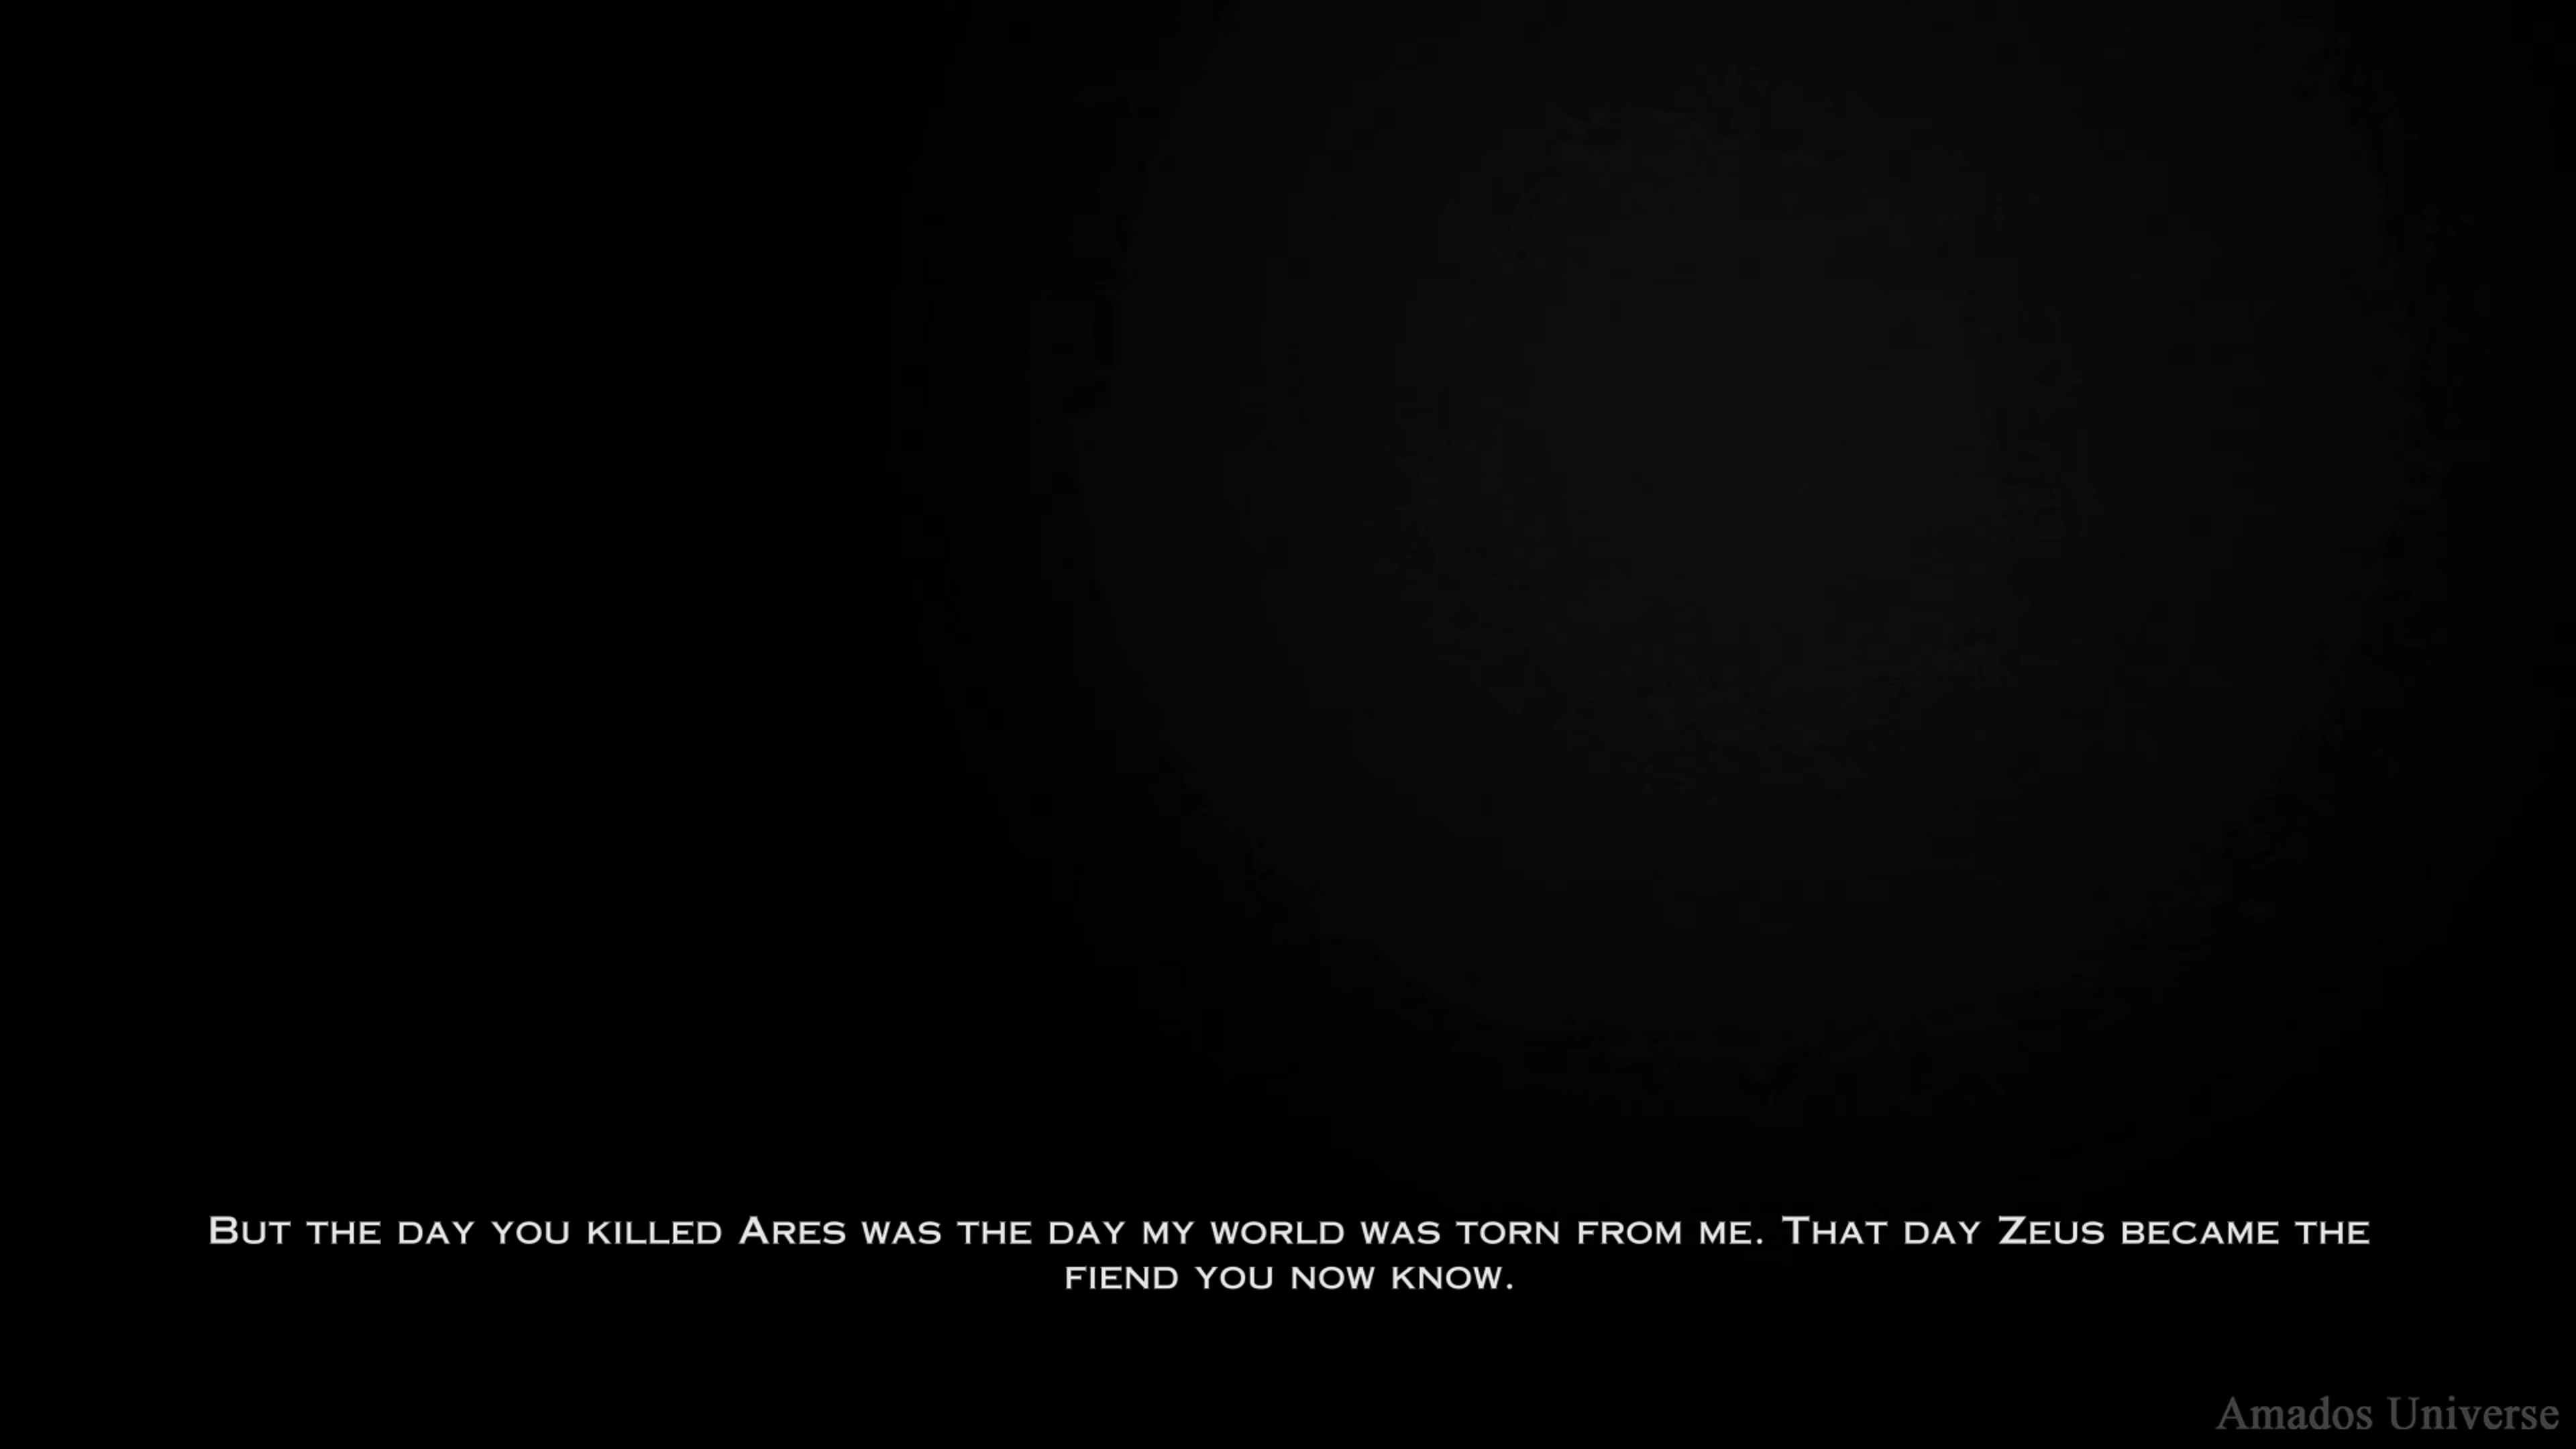 But the day you killed Ares was the day my world was torn from me. That day Zeus became the
fiend you now know.
Amados Universe